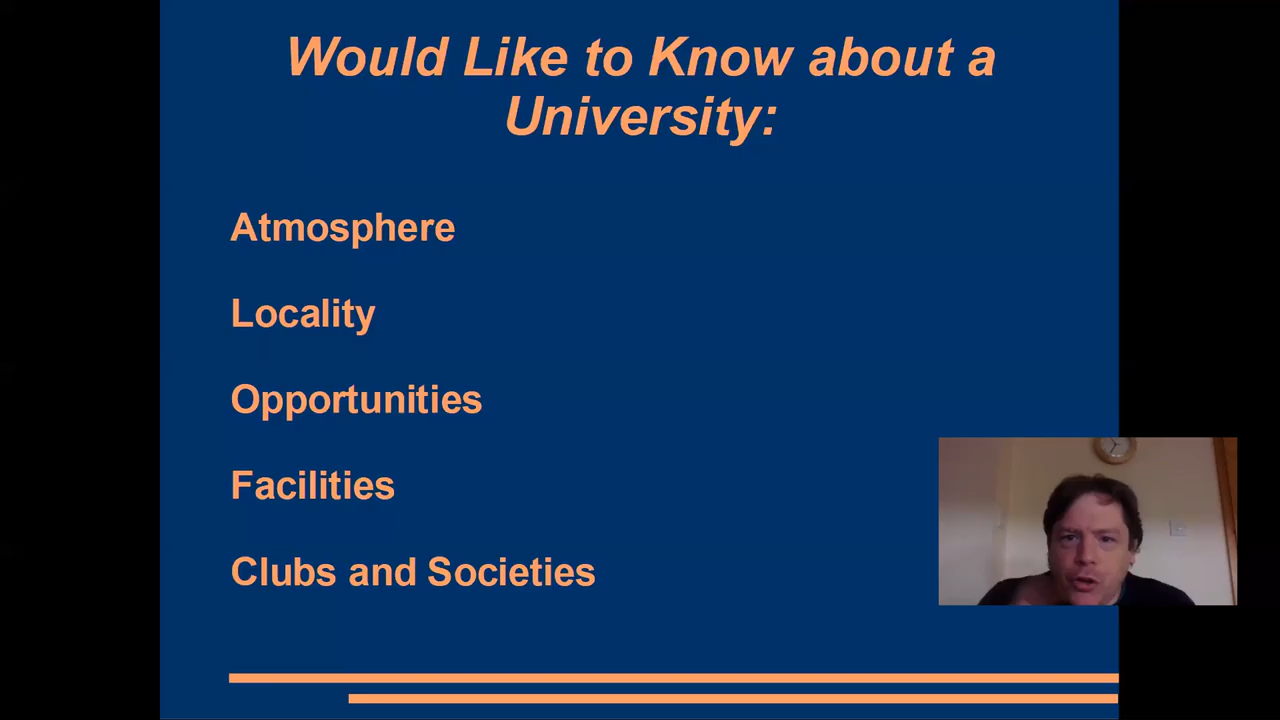 Would Like to Know about a
University:
Atmosphere
Locality
Opportunities
Facilities
Clubs and Societies